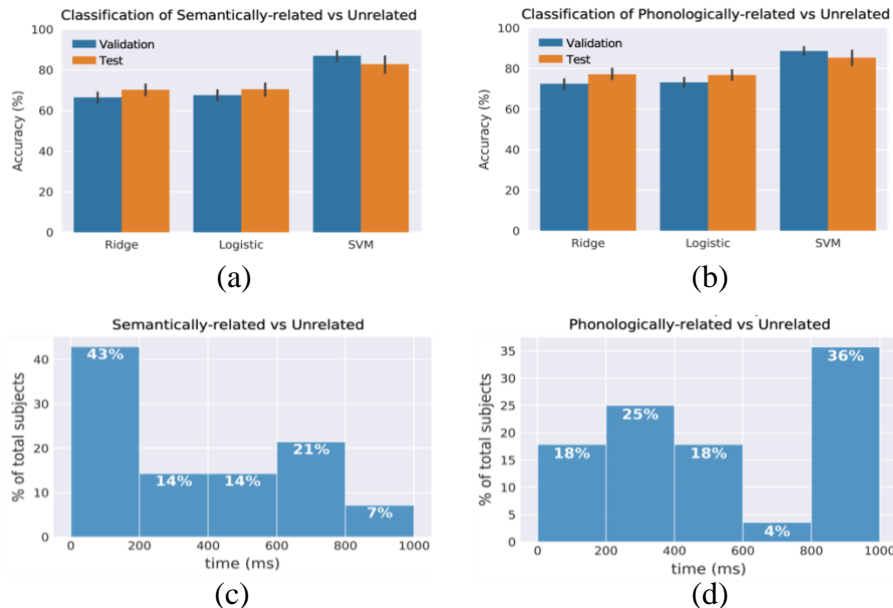 Classification of Semantically-related vs Unrelated
100
80
60
40
20
0
Accuracy (%)
Validation
Test
Ridge Logistic SVM
(a)
Classification of Phonologically-related vs Unrelated
100
80
60
40
20
0
Accuracy (%)
Validation
Test
Ridge Logistic SVM
(b)
Semantically-related vs Unrelated
40
30
20
10
0
% of total subjects
43% 14% 14% 21% 7%
0 200 400 600 800 1000
time (ms)
(c)
Phonologically-related vs Unrelated
35
30
25
20
15
10
5
0
% of total subjects
18% 25% 18% 4% 36%
0 200 400 600 800 1000
time (ms)
(d)